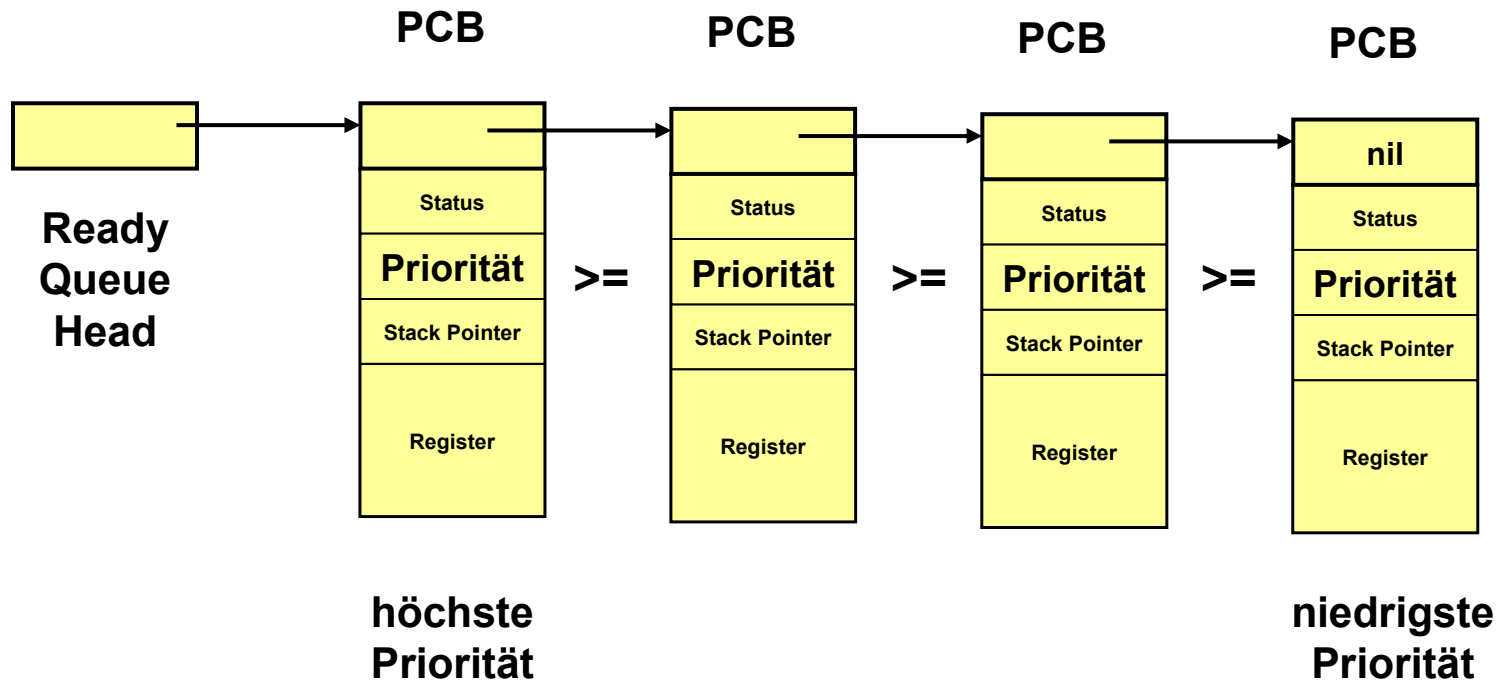 PCB
PCB
PCB
PCB
nil
Ready
Queue
Head
Status
Status
Status
Status
Priorität
>=
Priorität
>=
Priorität
>=
Priorität
Stack Pointer
Stack Pointer
Stack Pointer
Stack Pointer
Register
Register
Register
Register
höchste
Priorität
niedrigste
Priorität